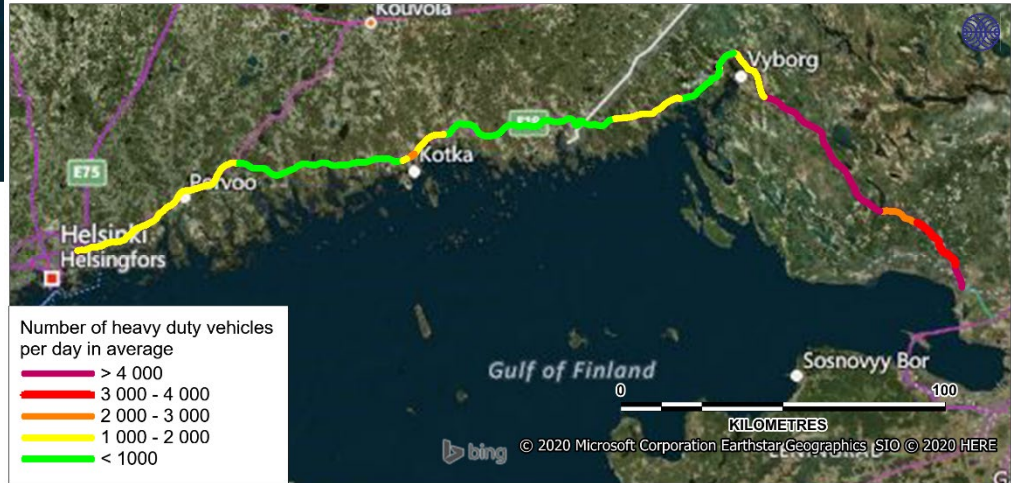 Kouvola
Vyborg
E18
E75
Kotka
Porvoo
Helsinki
Helsingfors
Number of heavy duty vehicles
per day in average
> 4 000
3 000 - 4 000
2 000 - 3 000
1 000 - 2 000
< 1000
Gulf of Finland
Sosnovyy Bor
0 100
KILOMETRES
bing
© 2020 Microsoft Corporation Earthstar Geographics SIO © 2020 HERE
LENINGRAD
G